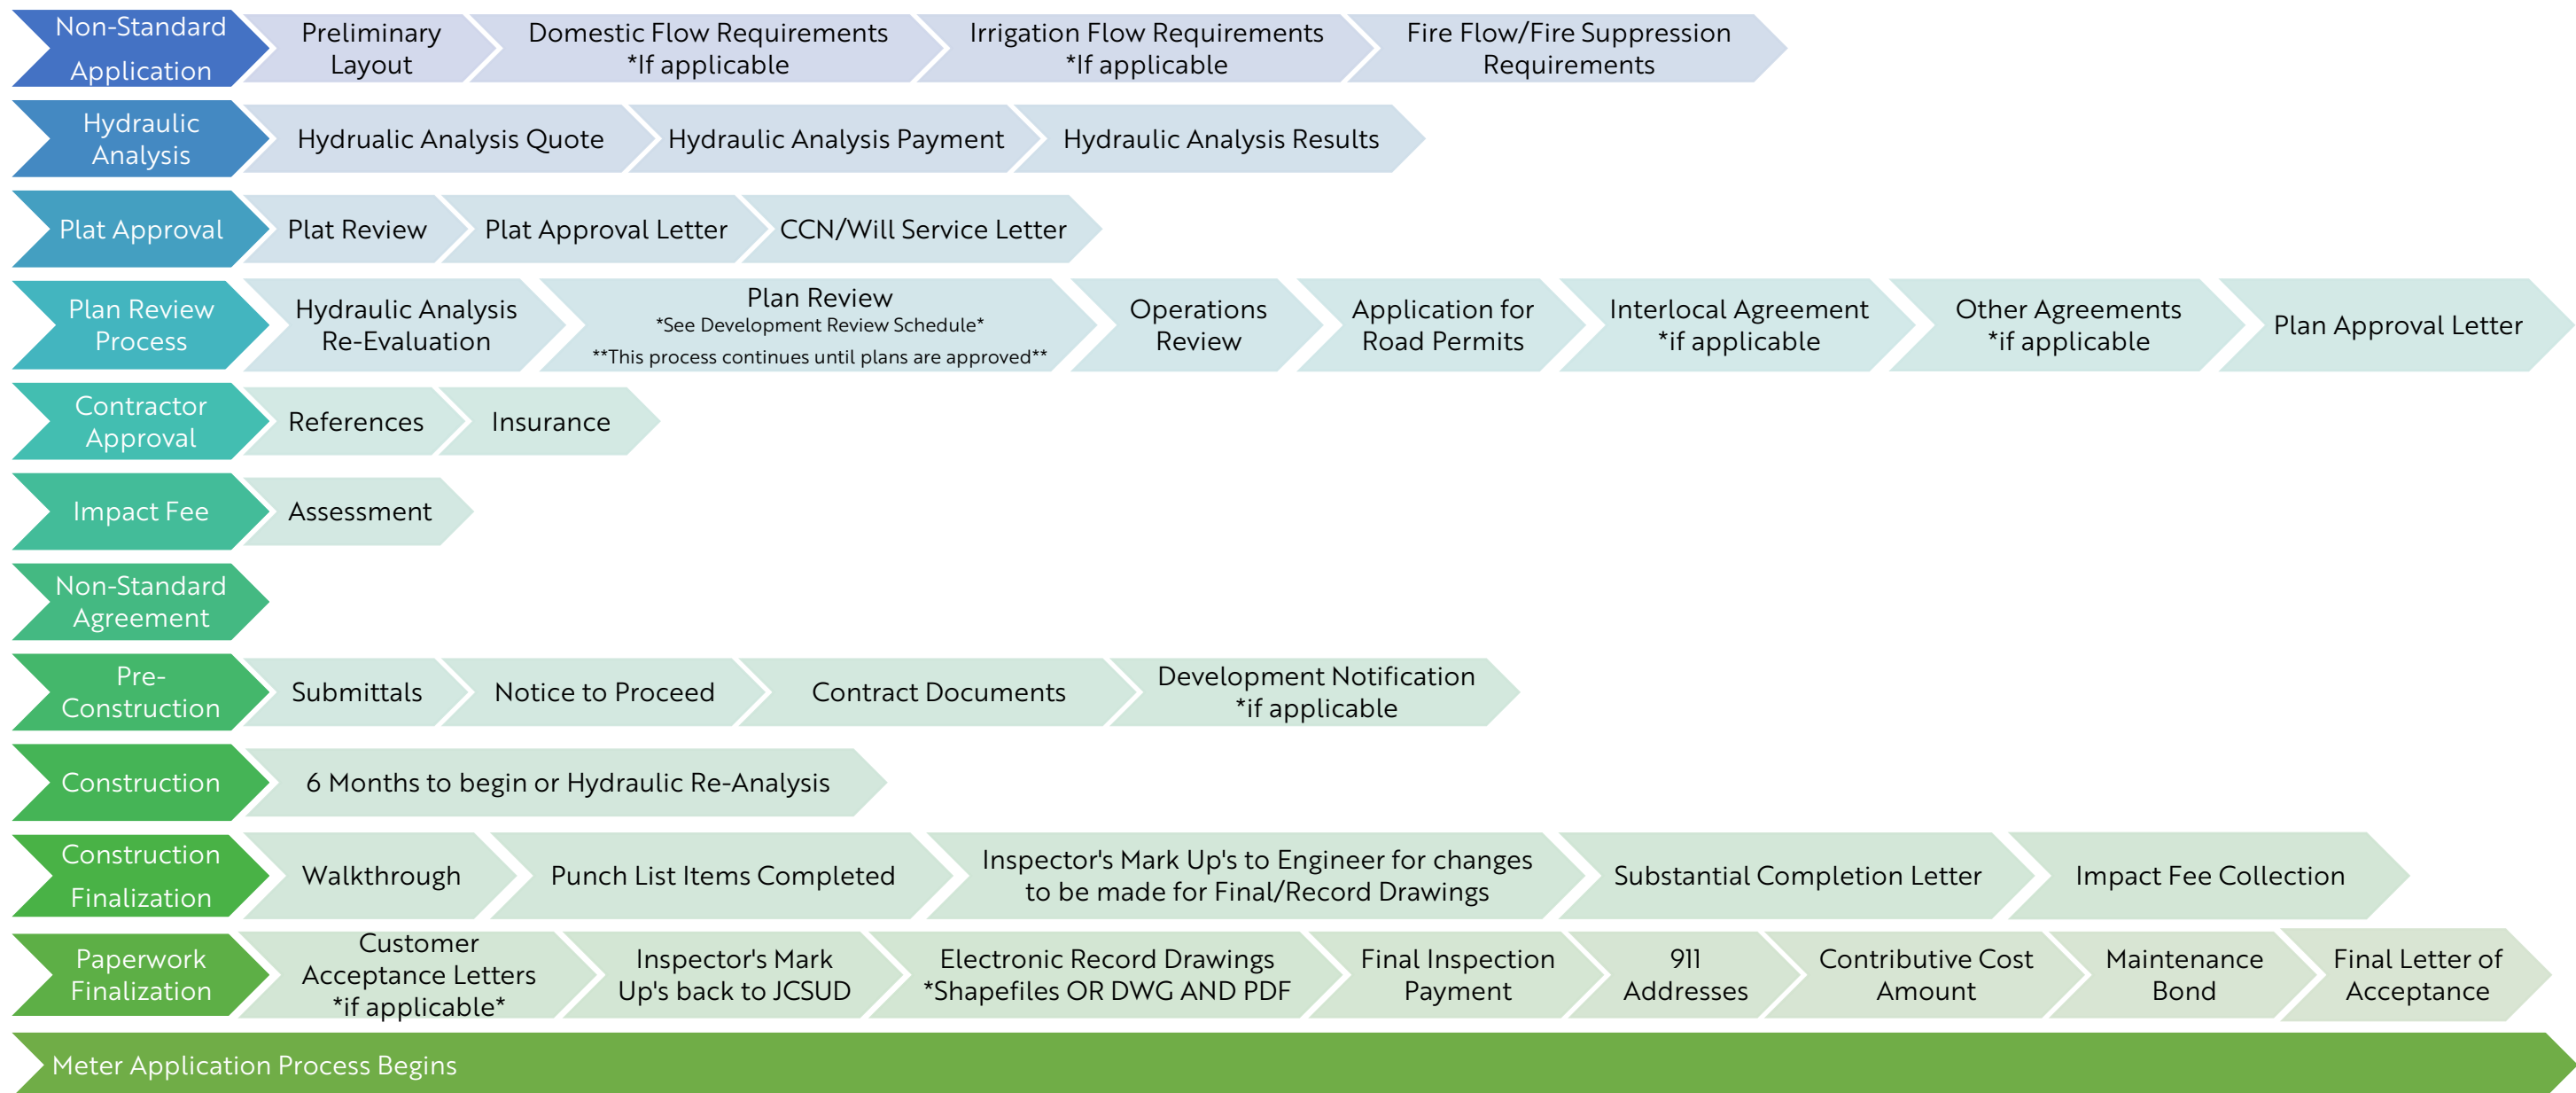 Non-Standard
Application
Preliminary
Layout
Domestic Flow Requirements
*If applicable
Irrigation Flow Requirements
*If applicable
Fire Flow/Fire Suppression
Requirements
Hydraulic
Analysis
Hydrualic Analysis Quote
Hydraulic Analysis Payment
Hydraulic Analysis Results
Plat Approval
Plat Review
Plat Approval Letter
CCN/Will Service Letter
Plan Review
Process
Hydraulic Analysis
Re-Evaluation
Plan Review
*See Development Review Schedule*
**This process continues until plans are approved**
Operations
Review
Application for
Road Permits
Interlocal Agreement
*if applicable
Other Agreements
*if applicable
Plan Approval Letter
Contractor
Approval
References
Insurance
Impact Fee
Assessment
Non-Standard
Agreement
Pre-
Construction
Submittals
Notice to Proceed
Contract Documents
Development Notification
*if applicable
Construction
6 Months to begin or Hydraulic Re-Analysis
Construction
Finalization
Walkthrough
Punch List Items Completed
Inspector's Mark Up's to Engineer for changes
to be made for Final/Record Drawings
Substantial Completion Letter
Impact Fee Collection
Paperwork
Finalization
Customer
Acceptance Letters
*if applicable*
Inspector's Mark
Up's back to JCSUD
Electronic Record Drawings
*Shapefiles OR DWG AND PDF
Final Inspection
Payment
911
Addresses
Contributive Cost
Amount
Maintenance
Bond
Final Letter of
Acceptance
Meter Application Process Begins